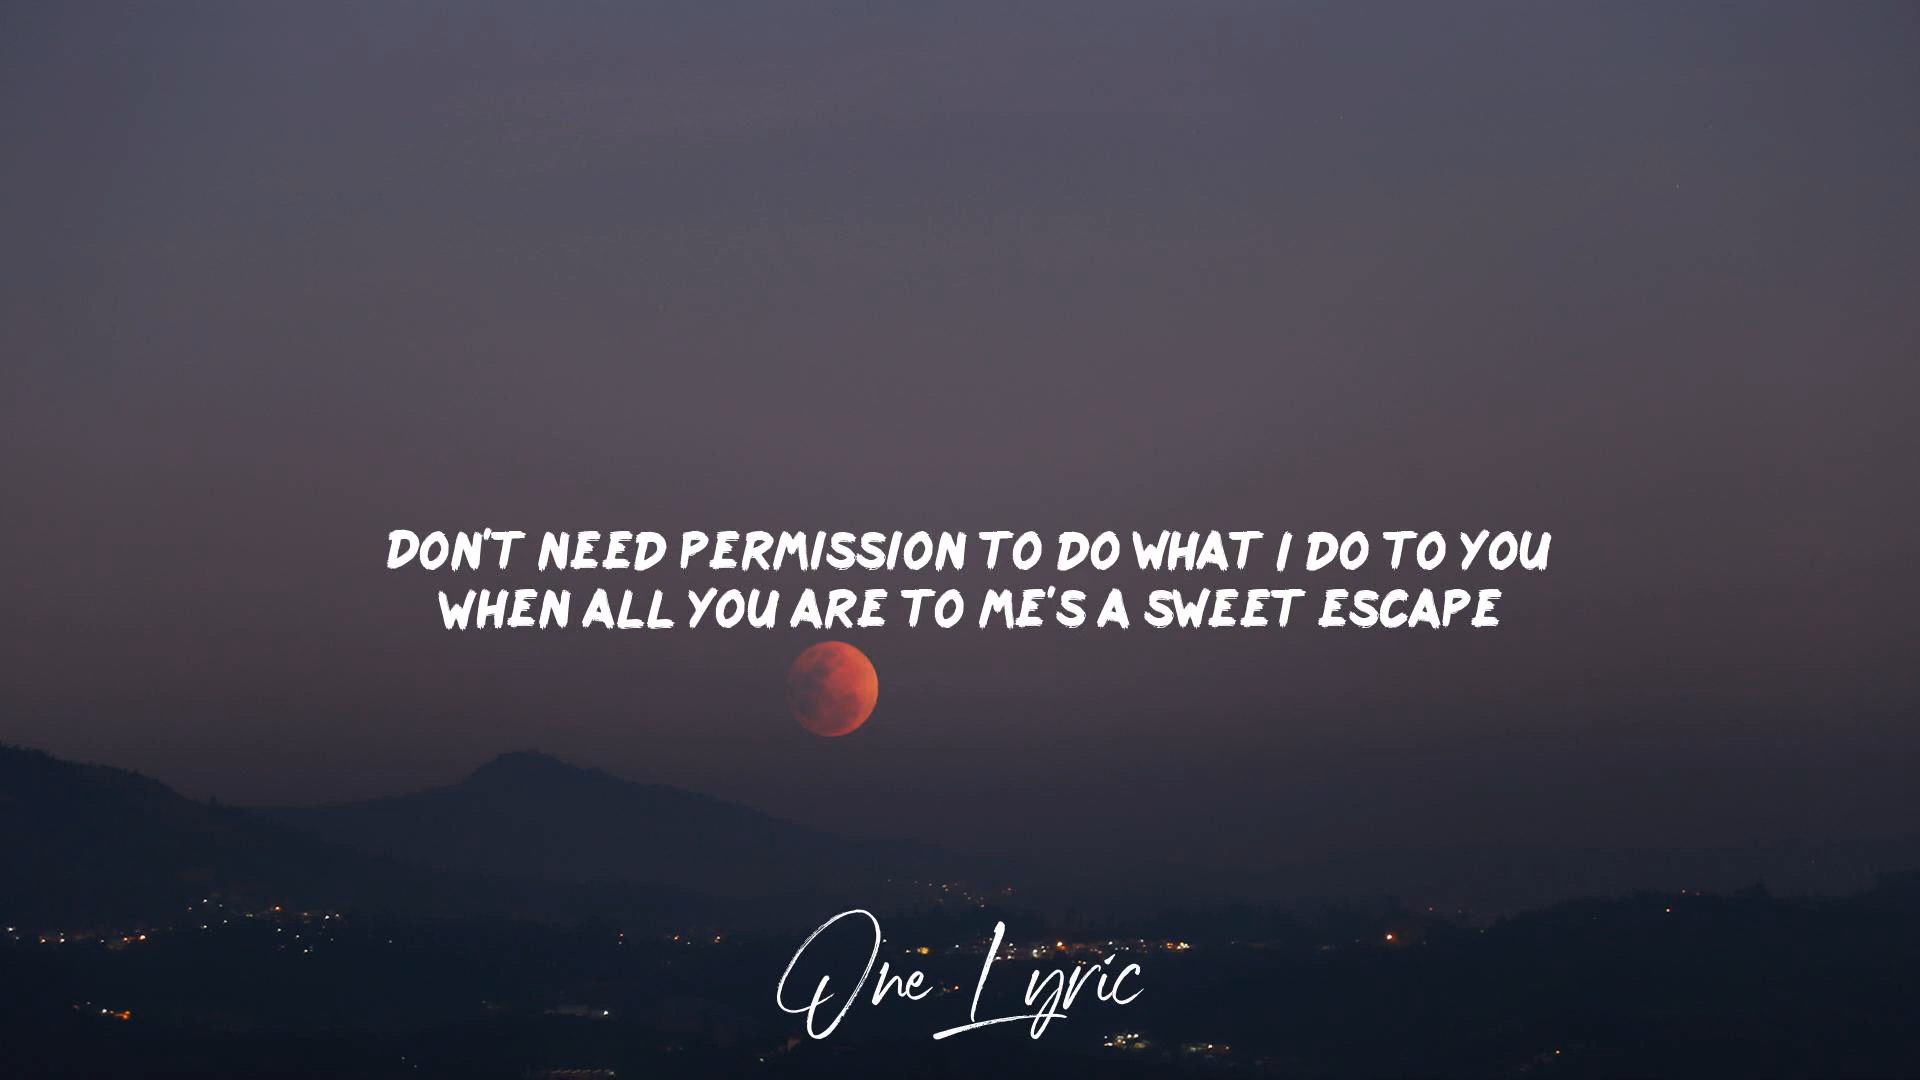 DON'T NEED PERMISSION TO DO WHAT I DO TO YOU
WHEN ALL YOU ARE TO ME'S A SWEET ESCAPE
One Lyric